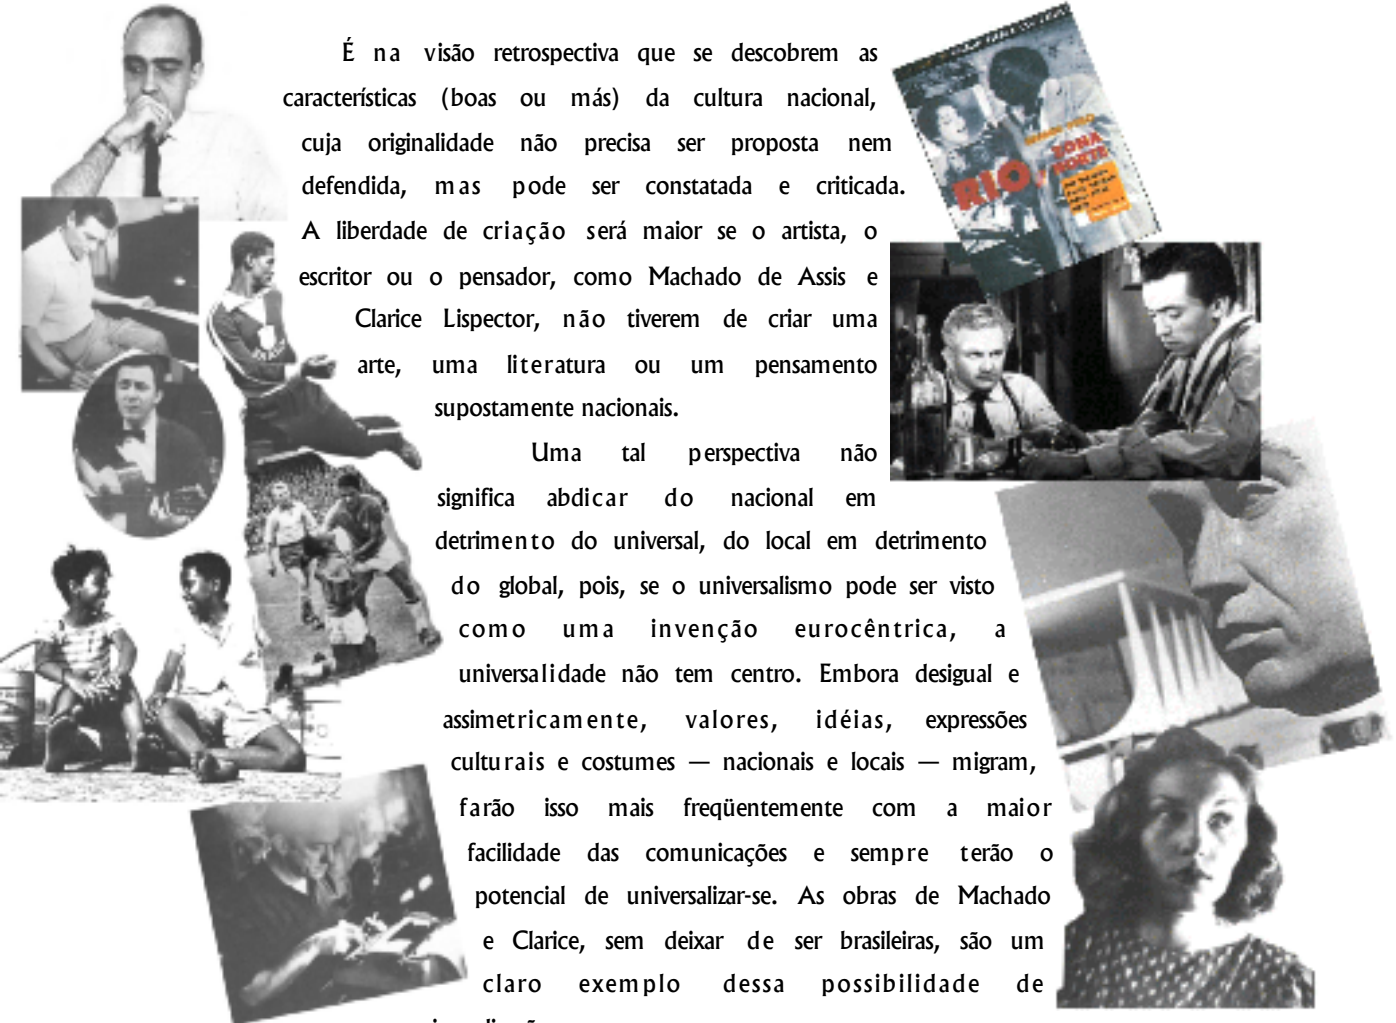 É na visão retrospectiva que se descobrem as
características (boas ou más) da cultura nacional,
cuja originalidade não precisa ser proposta nem
defendida, mas pode ser constatada e criticada.
A liberdade de criação será maior se o artista, o
escritor ou o pensador, como Machado de Assis e
Clarice Lispector, não tiverem de criar uma
arte, uma literatura ou um pensamento
supostamente nacionais.
Uma tal perspectiva não
significa abdicar do nacional em
detrimento do universal, do local em detrimento
do global, pois, se o universalismo pode ser visto
como uma invenção eurocêntrica, a
universalidade não tem centro. Embora desigual e
assimetricamente, valores, idéias, expressões
culturais e costumes — nacionais e locais — migram,
farão isso mais freqüentemente com a maior
facilidade das comunicações e sempre terão o
potencial de universalizar-se. As obras de Machado
e Clarice, sem deixar de ser brasileiras, são um
claro exemplo dessa possibilidade de
RIO,
ZONA
NORTE